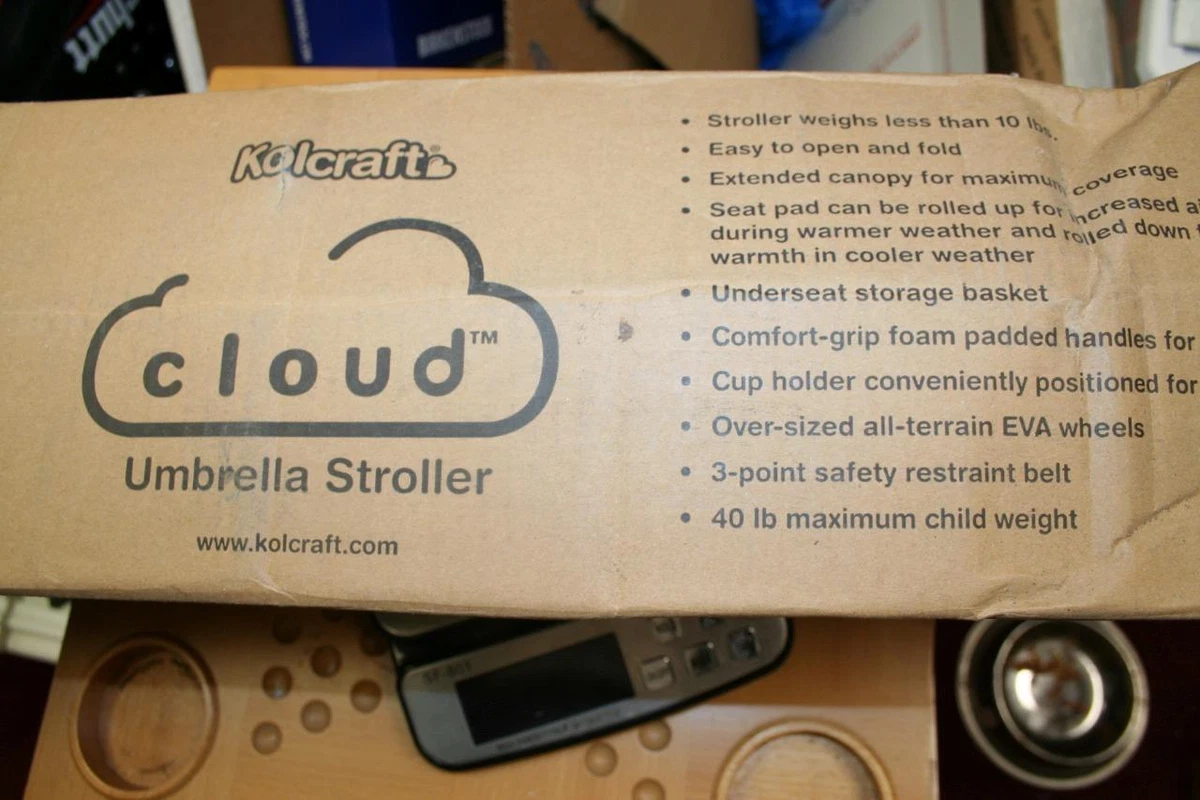 Kolcraft®
cloud™
Umbrella Stroller
www.kolcraft.com
• Stroller weighs less than 10 lbs.
• Easy to open and fold
• Extended canopy for maximum coverage
• Seat pad can be rolled up for increased
during warmer weather and rolled down
warmth in cooler weather
• Underseat storage basket
• Comfort-grip foam padded handles for
• Cup holder conveniently positioned for
• Over-sized all-terrain EVA wheels
• 3-point safety restraint belt
• 40 lb maximum child weight